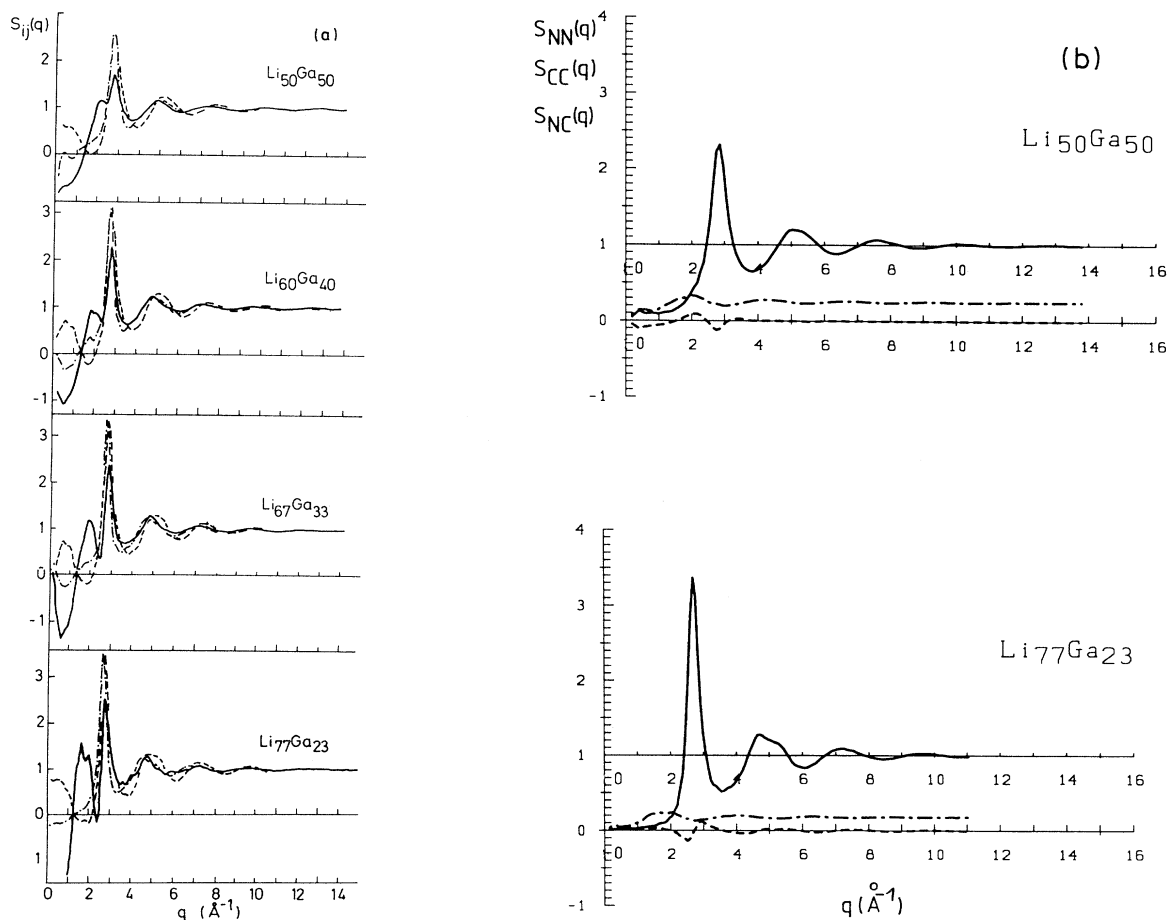 S_ij(q)
(a)
2
1
0
Li50Ga50
3
2
1
0
-1
Li60Ga40
3
2
1
0
-1
Li67Ga33
3
2
1
0
1
Li77Ga23
0 2 4 6 8 10 12 14
q (Å⁻¹)
S_NN(q)
S_CC(q)
S_NC(q)
(b)
4
3
2
1
0
-1
Li50Ga50
0 2 4 6 8 10 12 14 16
0 2 4 6 8 10 12 14 16
4
3
2
1
0
-1
Li77Ga23
0 2 4 6 8 10 12 14 16
0 2 4 6 8 10 12 14 16
q(Å⁻¹)